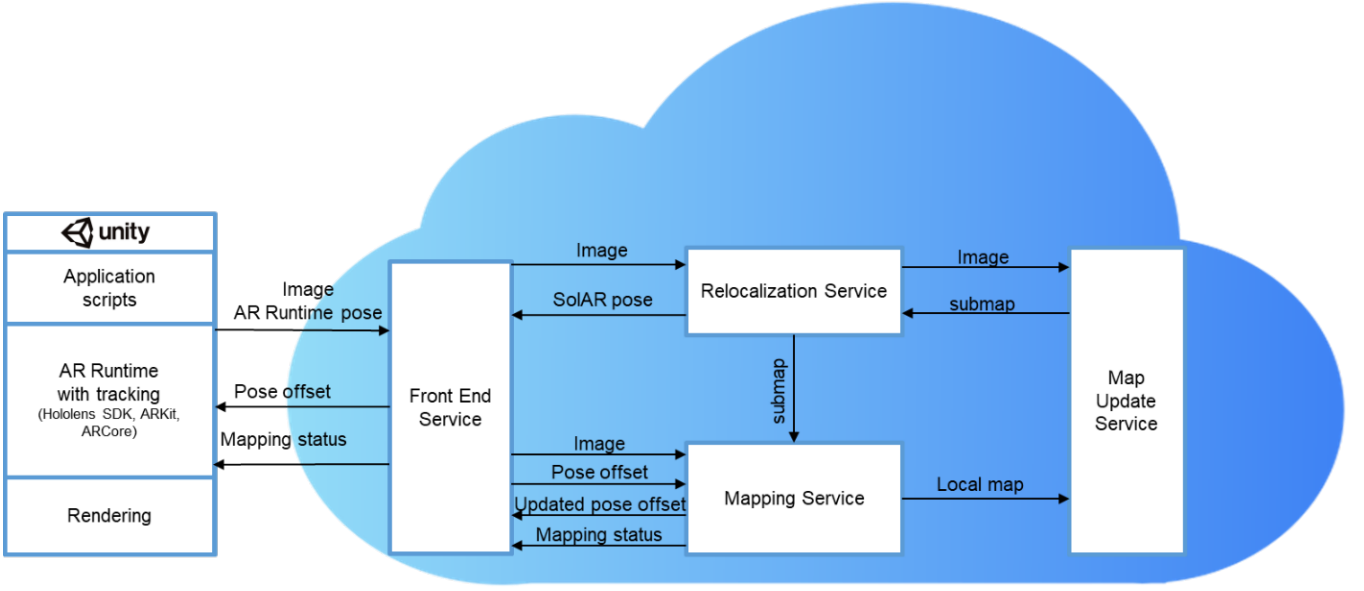 unity
Application
scripts
AR Runtime
with tracking
(Hololens SDK, ARKit,
ARCore)
Rendering
Image
AR Runtime pose
Pose offset
Mapping status
Front End
Service
Image
SolAR pose
Image
Pose offset
Updated pose offset
Mapping status
Relocalization Service
submap
Mapping Service
Image
submap
Local map
Map
Update
Service